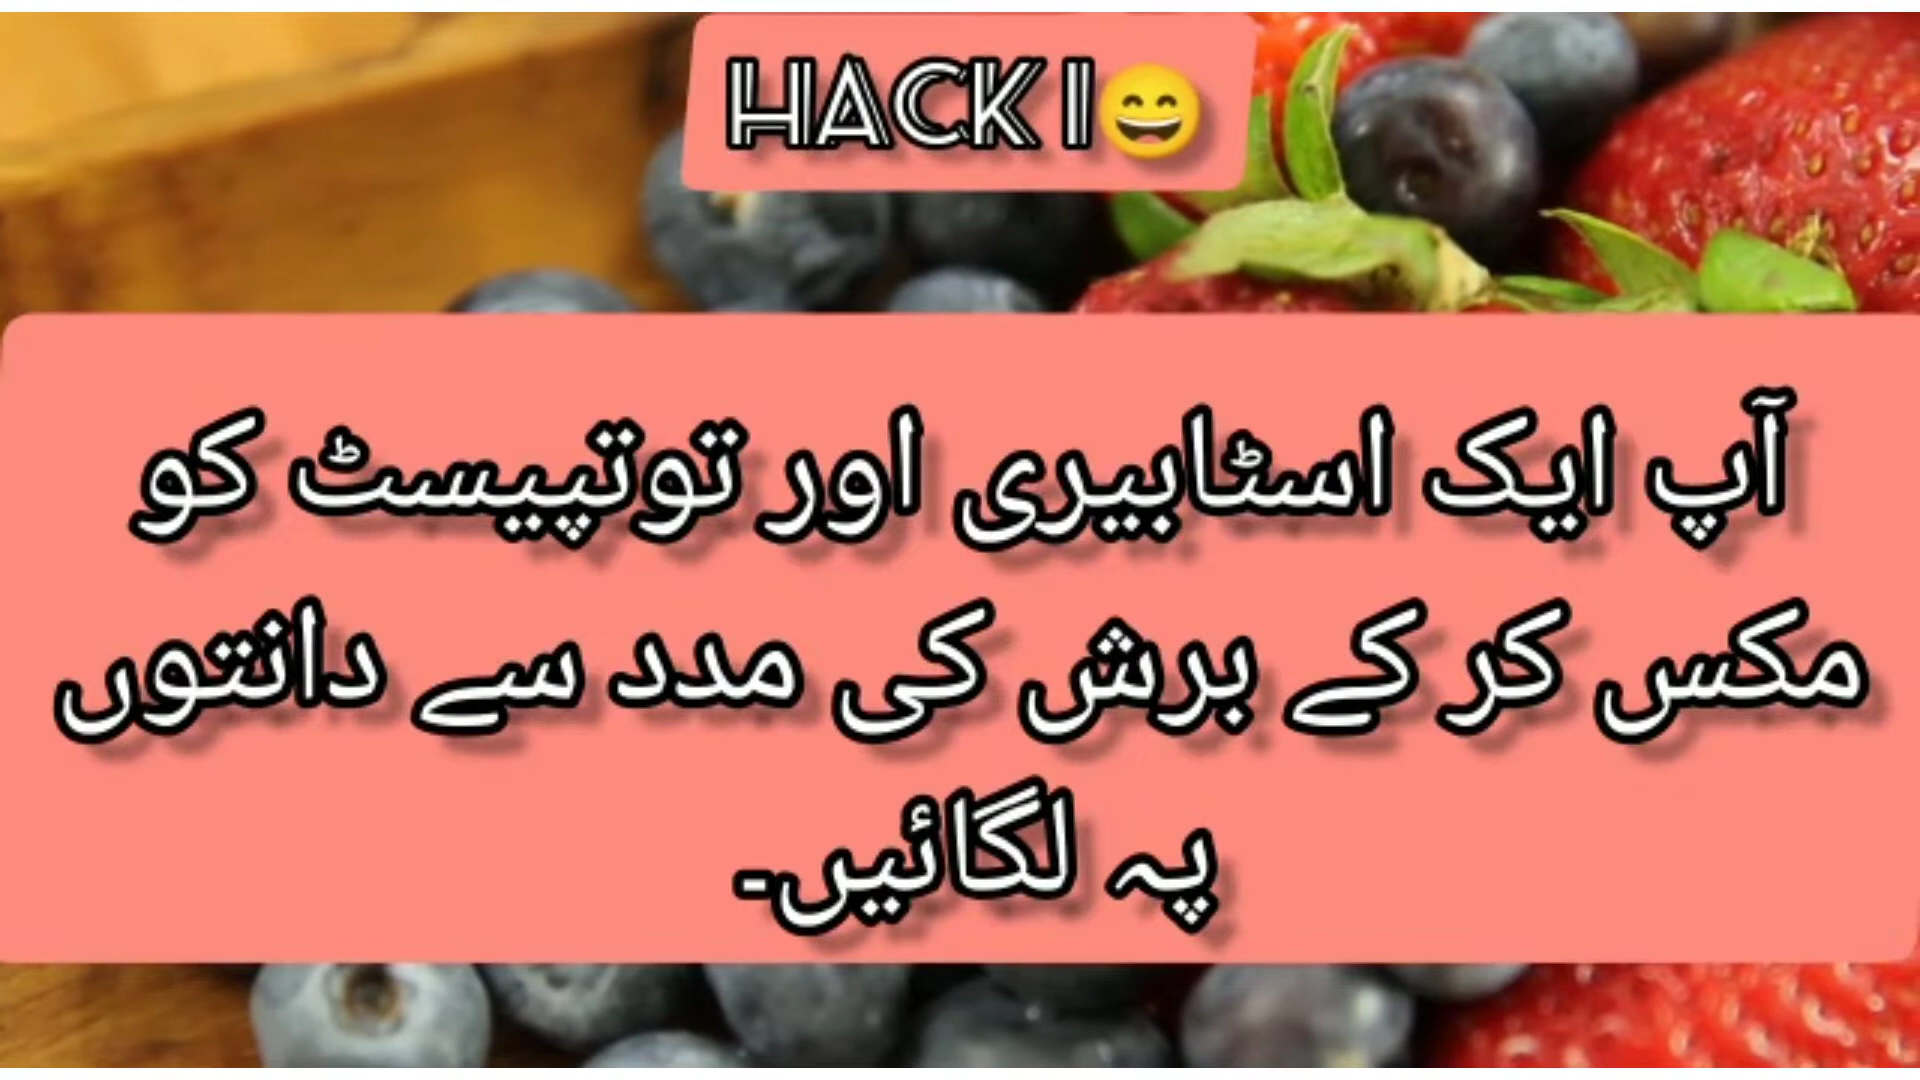 HACK 1😄
آپ ایک اسٹابیری اور توتپیسٹ کو
مکس کر کے برش کی مدد سے دانتوں
پہ لگائیں۔